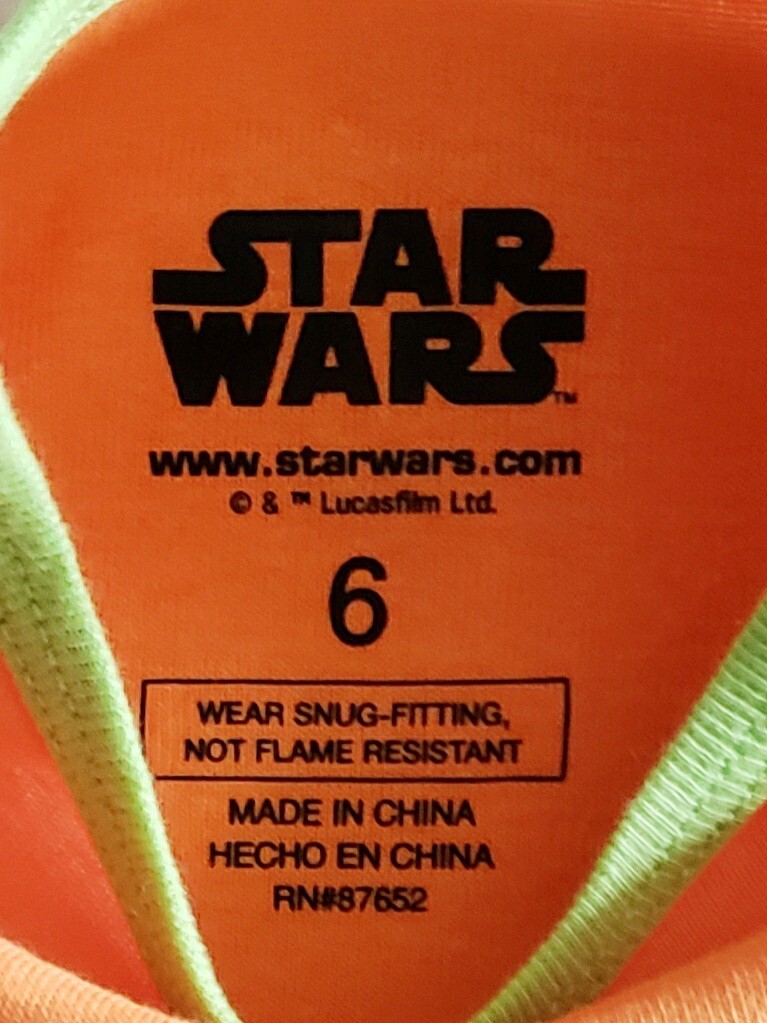 STAR
WARS™
www.starwars.com
© & ™ Lucasfilm Ltd.
6
WEAR SNUG-FITTING,
NOT FLAME RESISTANT
MADE IN CHINA
HECHO EN CHINA
RN#87652